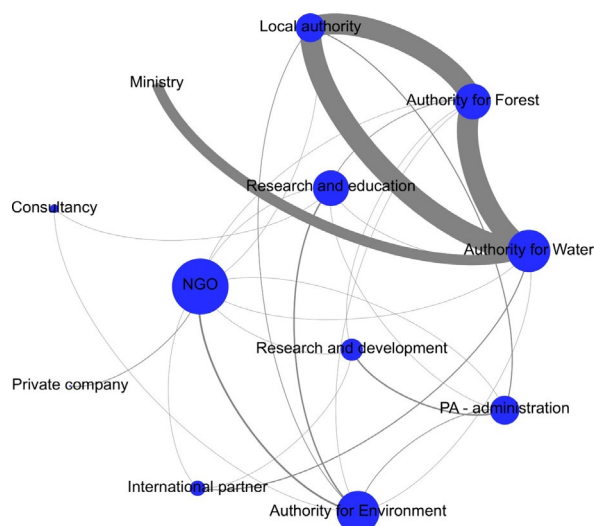 Local authority
Ministry
Authority for Forest
Research and education
Consultancy
Authority for Water
NGO
Research and development
Private company
PA - administration
International partner
Authority for Environment